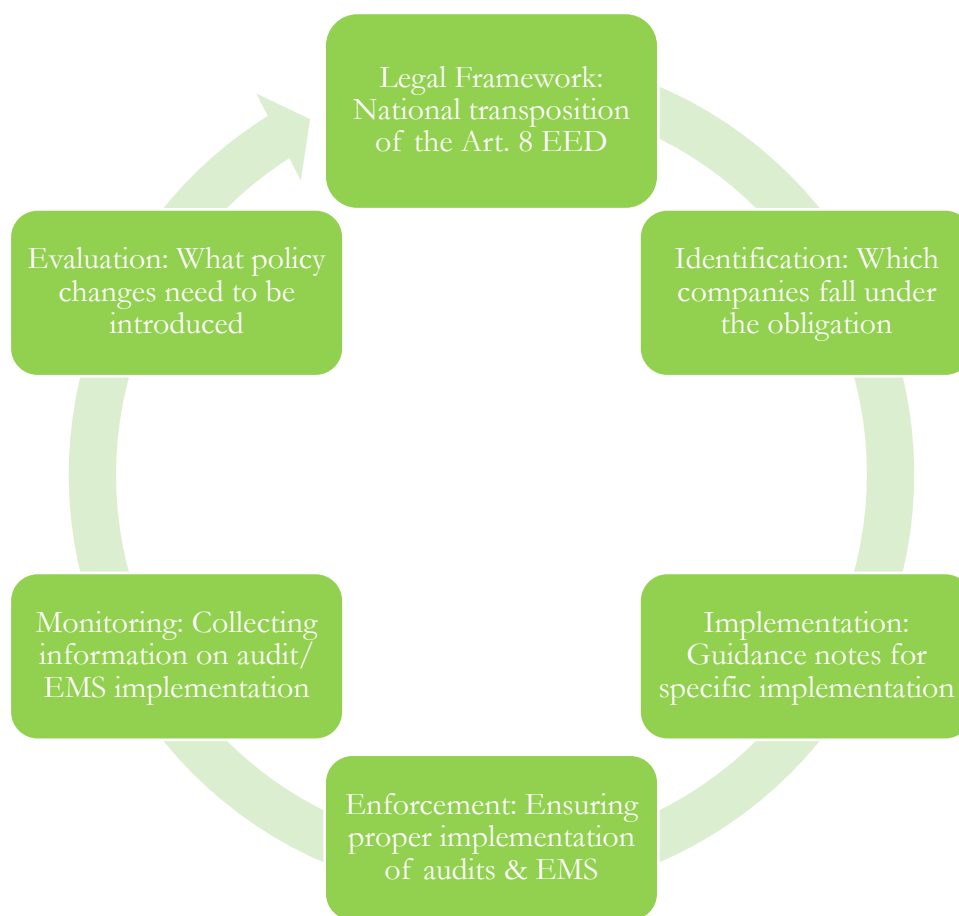 Legal Framework:
National transposition
of the Art. 8 EED
Identification: Which
companies fall under
the obligation
Implementation:
Guidance notes for
specific implementation
Enforcement: Ensuring
proper implementation
of audits & EMS
Monitoring: Collecting
information on audit/
EMS implementation
Evaluation: What policy
changes need to be
introduced